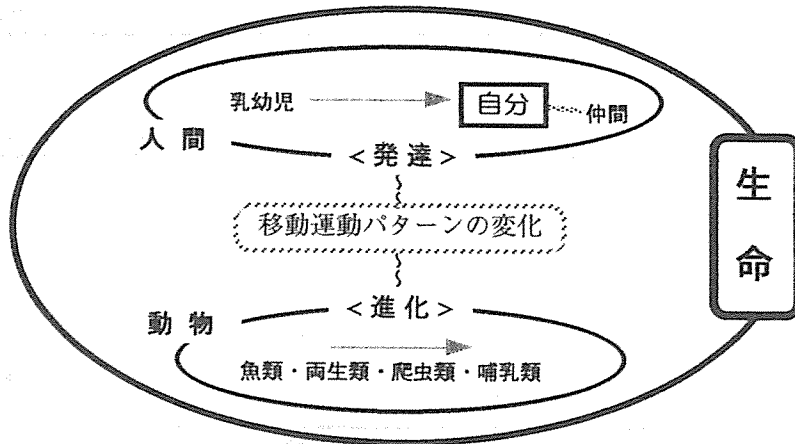 乳幼児
自分
仲間
人間
<発達>
生命
移動運動パターンの変化
<進化>
動物
魚類・両生類・爬虫類・哺乳類